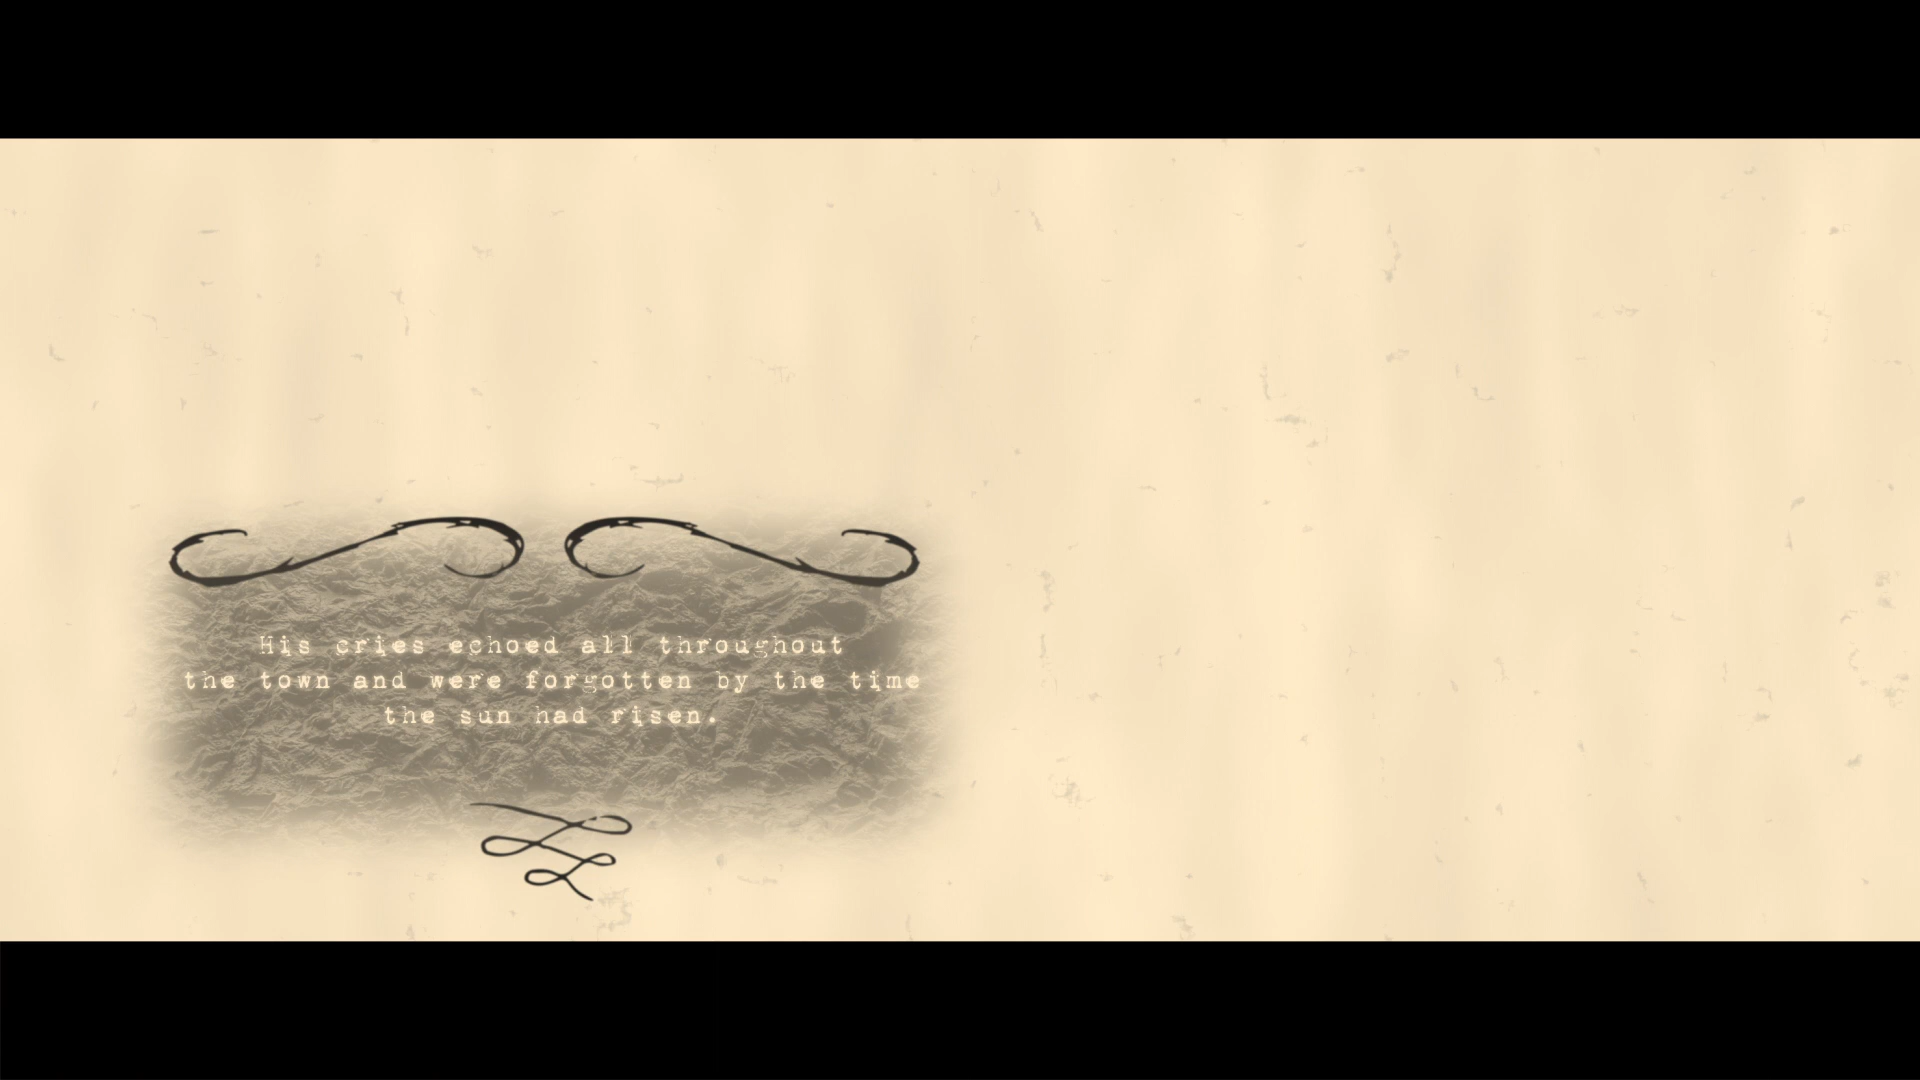 His cries echoed all throughout
the town and were forgotten by the time
the sun had risen.